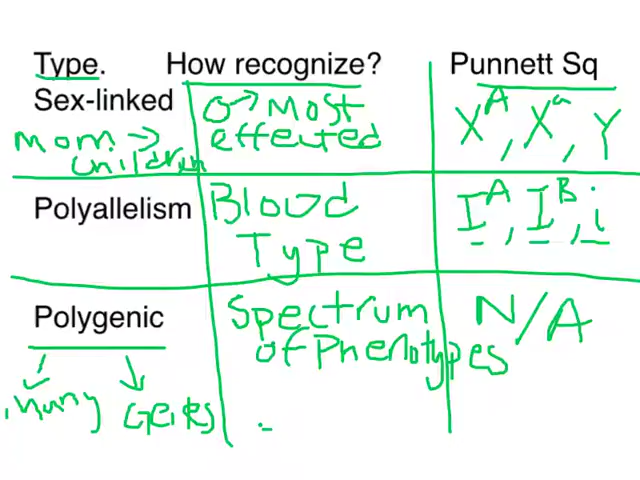 Type. How recognize? Punnett Sq
Sex-linked ♂ Most X^A, X^a, Y
Mom → effected
children
Polyallelism Blood I^A, I^B, i
Type
Polygenic Spectrum N/A
of Phenotypes
many Genes